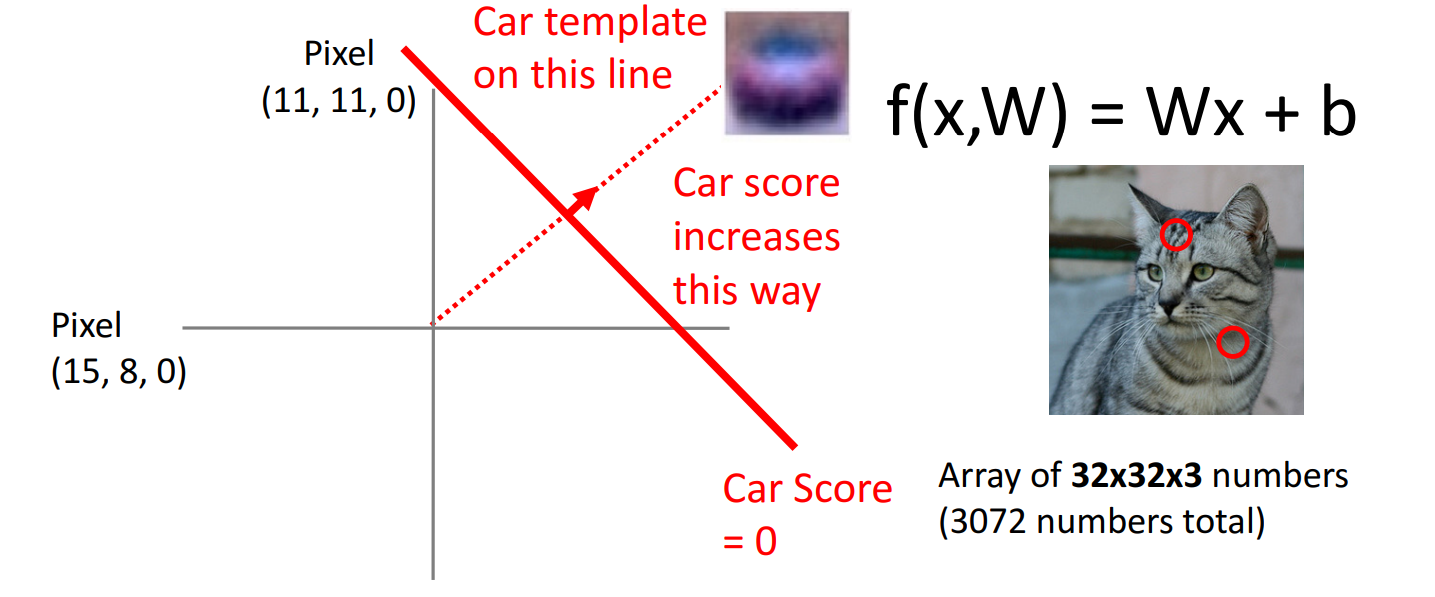 Car template
on this line
Pixel
(11, 11, 0)
f(x,W) = Wx + b
Car score
increases
this way
Pixel
(15, 8, 0)
Car Score
= 0
Array of 32x32x3 numbers
(3072 numbers total)